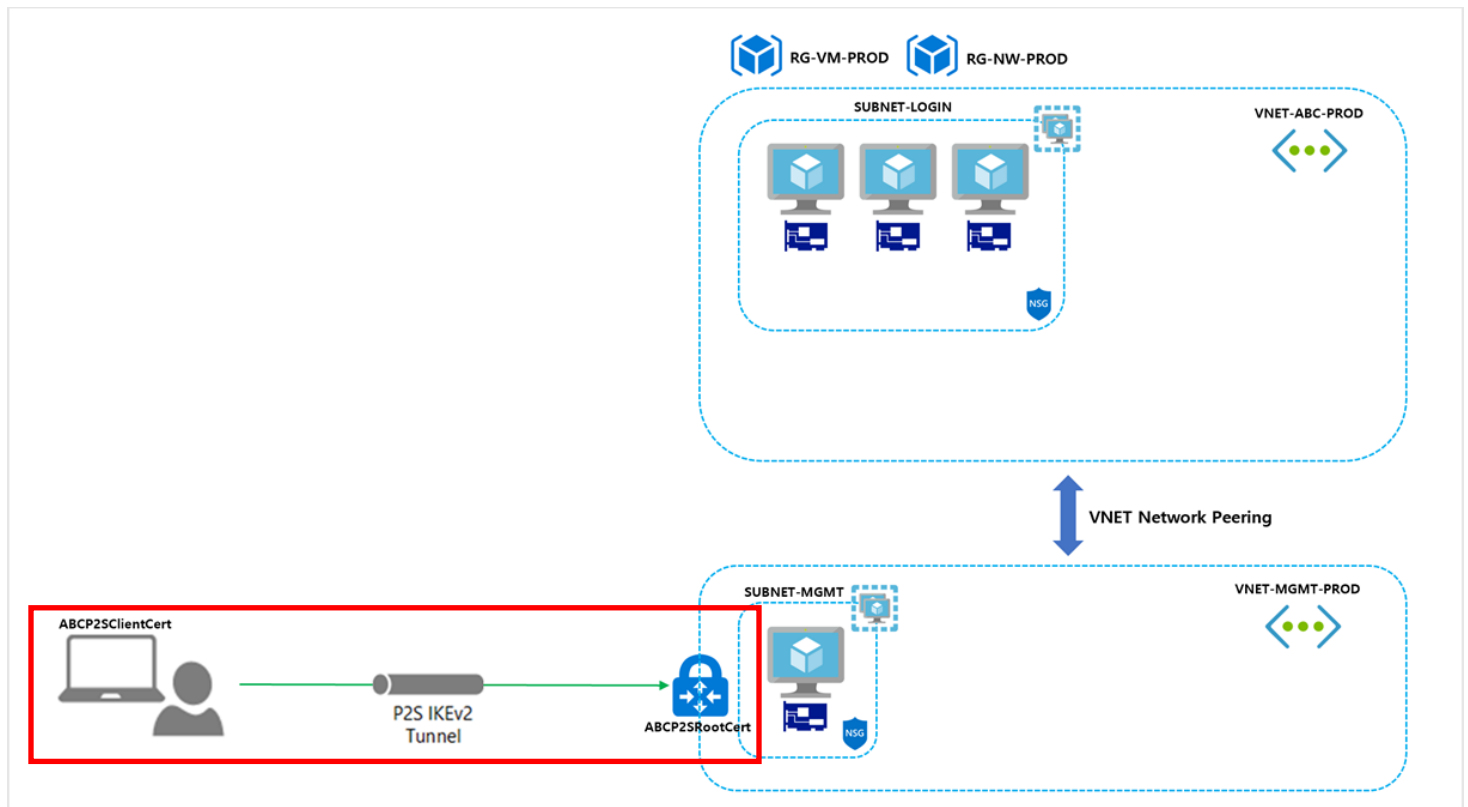 RG-VM-PROD
RG-NW-PROD
SUBNET-LOGIN
VNET-ABC-PROD
NSG
VNET Network Peering
SUBNET-MGMT
VNET-MGMT-PROD
ABCP2SClientCert
P2S IKEv2
Tunnel
ABCP2SRootCert
NSG